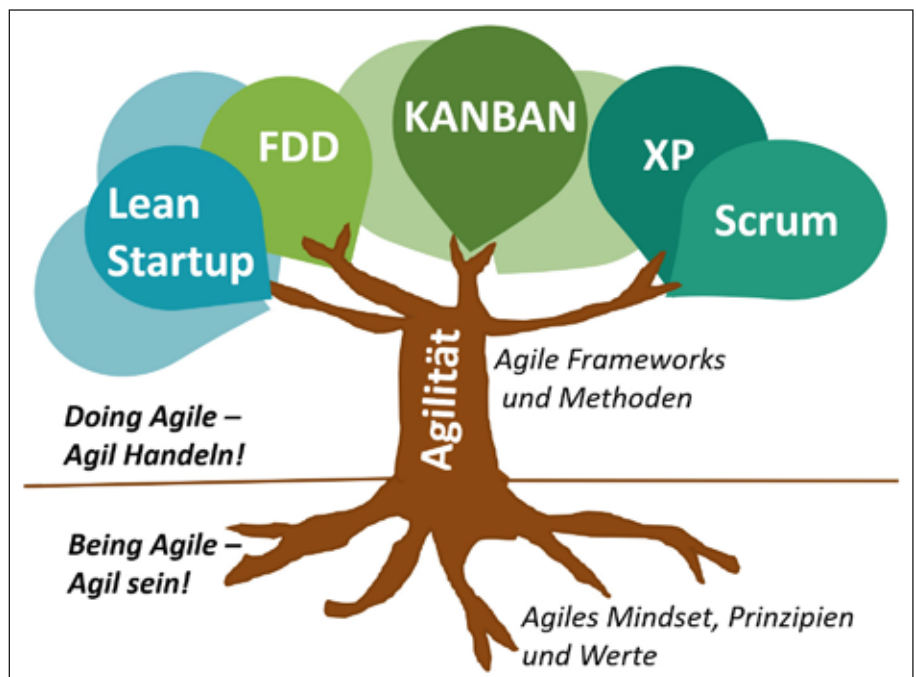 KANBAN
FDD
XP
Lean
Startup
Scrum
Agilität
Agile Frameworks
und Methoden
Doing Agile –
Agil Handeln!
Being Agile –
Agil sein!
Agiles Mindset, Prinzipien
und Werte